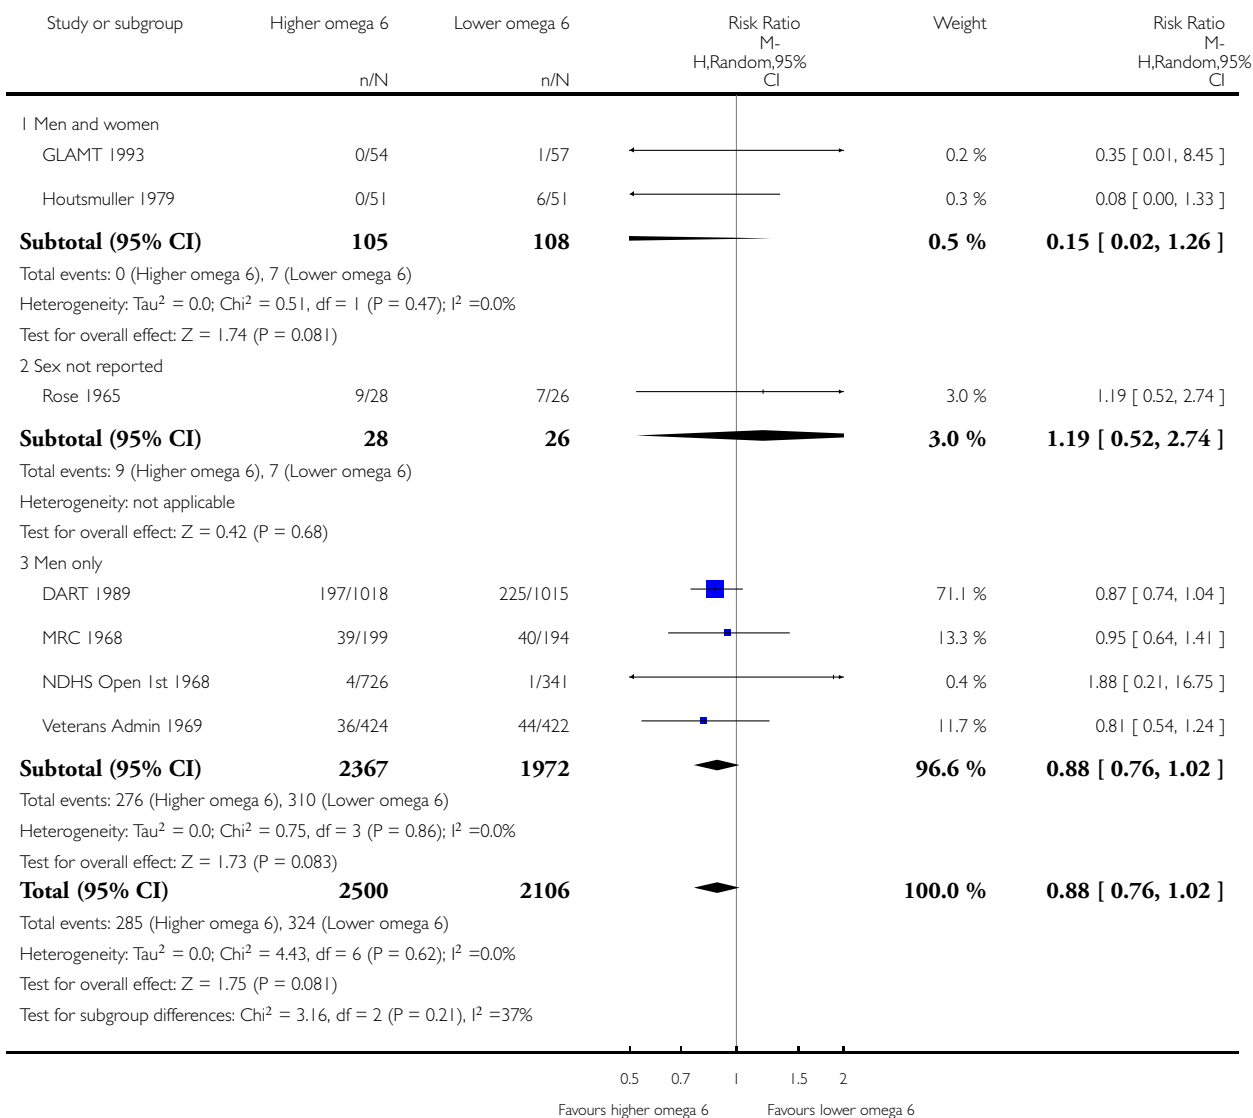 Study or subgroup Higher omega 6 Lower omega 6 Risk Ratio Weight Risk Ratio
M- M-
H,Random,95% H,Random,95%
n/N n/N CI CI
1 Men and women
GLAMT 1993 0/54 1/57 0.2 % 0.35 [ 0.01, 8.45 ]
Houtsmuller 1979 0/51 6/51 0.3 % 0.08 [ 0.00, 1.33 ]
Subtotal (95% CI) 105 108 0.5 % 0.15 [ 0.02, 1.26 ]
Total events: 0 (Higher omega 6), 7 (Lower omega 6)
Heterogeneity: Tau² = 0.0; Chi² = 0.51, df = 1 (P = 0.47); I² =0.0%
Test for overall effect: Z = 1.74 (P = 0.081)
2 Sex not reported
Rose 1965 9/28 7/26 3.0 % 1.19 [ 0.52, 2.74 ]
Subtotal (95% CI) 28 26 3.0 % 1.19 [ 0.52, 2.74 ]
Total events: 9 (Higher omega 6), 7 (Lower omega 6)
Heterogeneity: not applicable
Test for overall effect: Z = 0.42 (P = 0.68)
3 Men only
DART 1989 197/1018 225/1015 71.1 % 0.87 [ 0.74, 1.04 ]
MRC 1968 39/199 40/194 13.3 % 0.95 [ 0.64, 1.41 ]
NDHS Open 1st 1968 4/726 1/341 0.4 % 1.88 [ 0.21, 16.75 ]
Veterans Admin 1969 36/424 44/422 11.7 % 0.81 [ 0.54, 1.24 ]
Subtotal (95% CI) 2367 1972 96.6 % 0.88 [ 0.76, 1.02 ]
Total events: 276 (Higher omega 6), 310 (Lower omega 6)
Heterogeneity: Tau² = 0.0; Chi² = 0.75, df = 3 (P = 0.86); I² =0.0%
Test for overall effect: Z = 1.73 (P = 0.083)
Total (95% CI) 2500 2106 100.0 % 0.88 [ 0.76, 1.02 ]
Total events: 285 (Higher omega 6), 324 (Lower omega 6)
Heterogeneity: Tau² = 0.0; Chi² = 4.43, df = 6 (P = 0.62); I² =0.0%
Test for overall effect: Z = 1.75 (P = 0.081)
Test for subgroup differences: Chi² = 3.16, df = 2 (P = 0.21), I² =37%
0.5 0.7 1 1.5 2
Favours higher omega 6 Favours lower omega 6